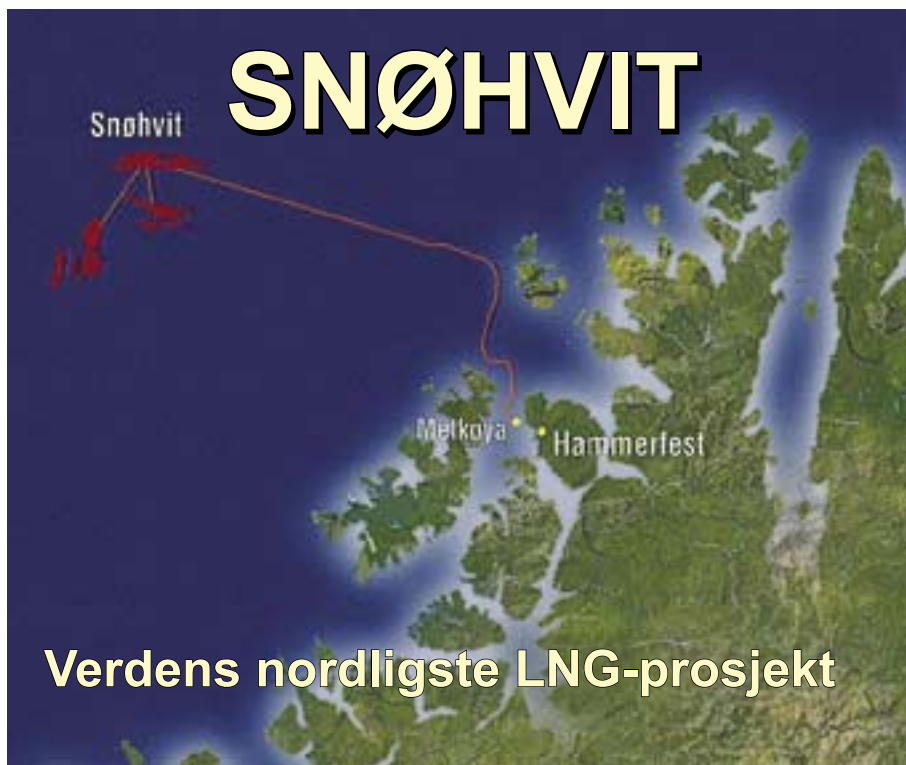 SNØHVIT
Snøhvit
Melkøya
Hammerfest
Verdens nordligste LNG-prosjekt